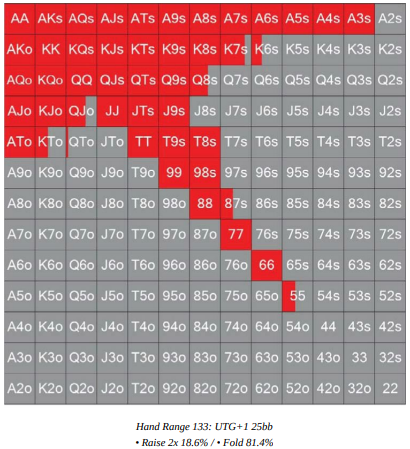 AA AKs AQs AJs ATs A9s A8s A7s A6s A5s A4s A3s A2s
AKo KK KQs KJs KTs K9s K8s K7s K6s K5s K4s K3s K2s
AQo KQo QQ QJs QTs Q9s Q8s Q7s Q6s Q5s Q4s Q3s Q2s
AJo KJo QJo JJ JTs J9s J8s J7s J6s J5s J4s J3s J2s
ATo KTo QTo JTo TT T9s T8s T7s T6s T5s T4s T3s T2s
A9o K9o Q9o J9o T9o 99 98s 97s 96s 95s 94s 93s 92s
A8o K8o Q8o J8o T8o 98o 88 87s 86s 85s 84s 83s 82s
A7o K7o Q7o J7o T7o 97o 87o 77 76s 75s 74s 73s 72s
A6o K6o Q6o J6o T6o 96o 86o 76o 66 65s 64s 63s 62s
A5o K5o Q5o J5o T5o 95o 85o 75o 65o 55 54s 53s 52s
A4o K4o Q4o J4o T4o 94o 84o 74o 64o 54o 44 43s 42s
A3o K3o Q3o J3o T3o 93o 83o 73o 63o 53o 43o 33 32s
A2o K2o Q2o J2o T2o 92o 82o 72o 62o 52o 42o 32o 22
Hand Range 133: UTG+1 25bb
• Raise 2x 18.6% / • Fold 81.4%